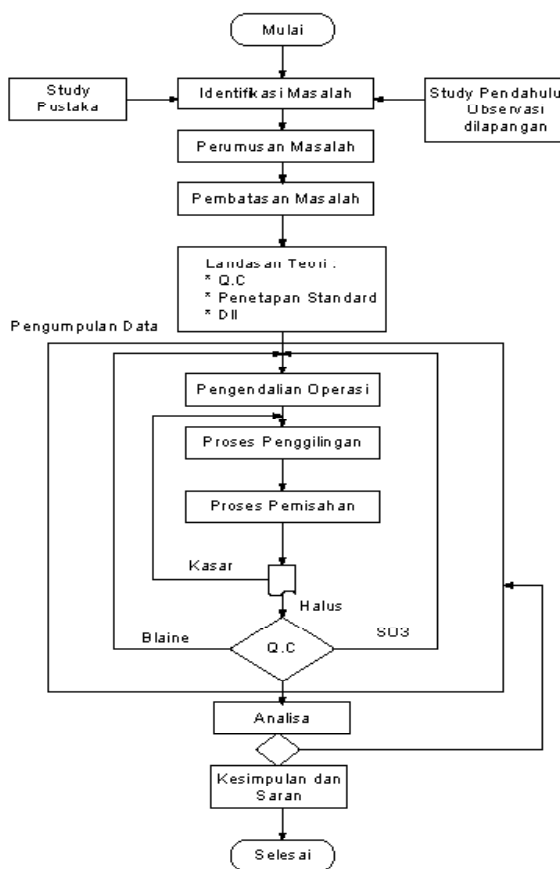 Mulai
Study
Pustaka
Identifikasi Masalah
Study Pendahulu
Observasi
dilapangan
Perumusan Masalah
Pembatasan Masalah
Landasan Teori :
* Q.C
* Penetapan Standard
* Dll
Pengumpulan Data
Pengendalian Operasi
Proses Penggilingan
Proses Pemisahan
Kasar
Halus
Blaine
Q.C
SO3
Analisa
Kesimpulan dan
Saran
Selesai